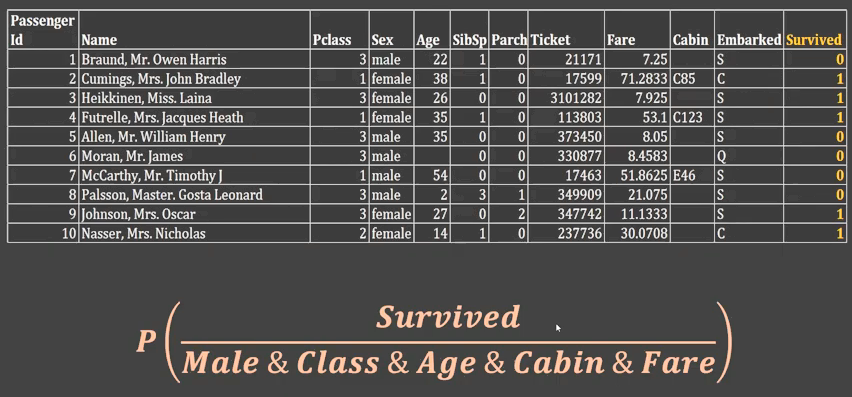 Passenger Id Name Pclass Sex Age SibSp Parch Ticket Fare Cabin Embarked Survived
1 Braund, Mr. Owen Harris 3 male 22 1 0 21171 7.25 S 0
2 Cumings, Mrs. John Bradley 1 female 38 1 0 17599 71.2833 C85 C 1
3 Heikkinen, Miss. Laina 3 female 26 0 0 3101282 7.925 S 1
4 Futrelle, Mrs. Jacques Heath 1 female 35 1 0 113803 53.1 C123 S 1
5 Allen, Mr. William Henry 3 male 35 0 0 373450 8.05 S 0
6 Moran, Mr. James 3 male 0 0 330877 8.4583 Q 0
7 McCarthy, Mr. Timothy J 1 male 54 0 0 17463 51.8625 E46 S 0
8 Palsson, Master. Gosta Leonard 3 male 2 3 1 349909 21.075 S 0
9 Johnson, Mrs. Oscar 3 female 27 0 2 347742 11.1333 S 1
10 Nasser, Mrs. Nicholas 2 female 14 1 0 237736 30.0708 C 1
Survived
P
Male & Class & Age & Cabin & Fare